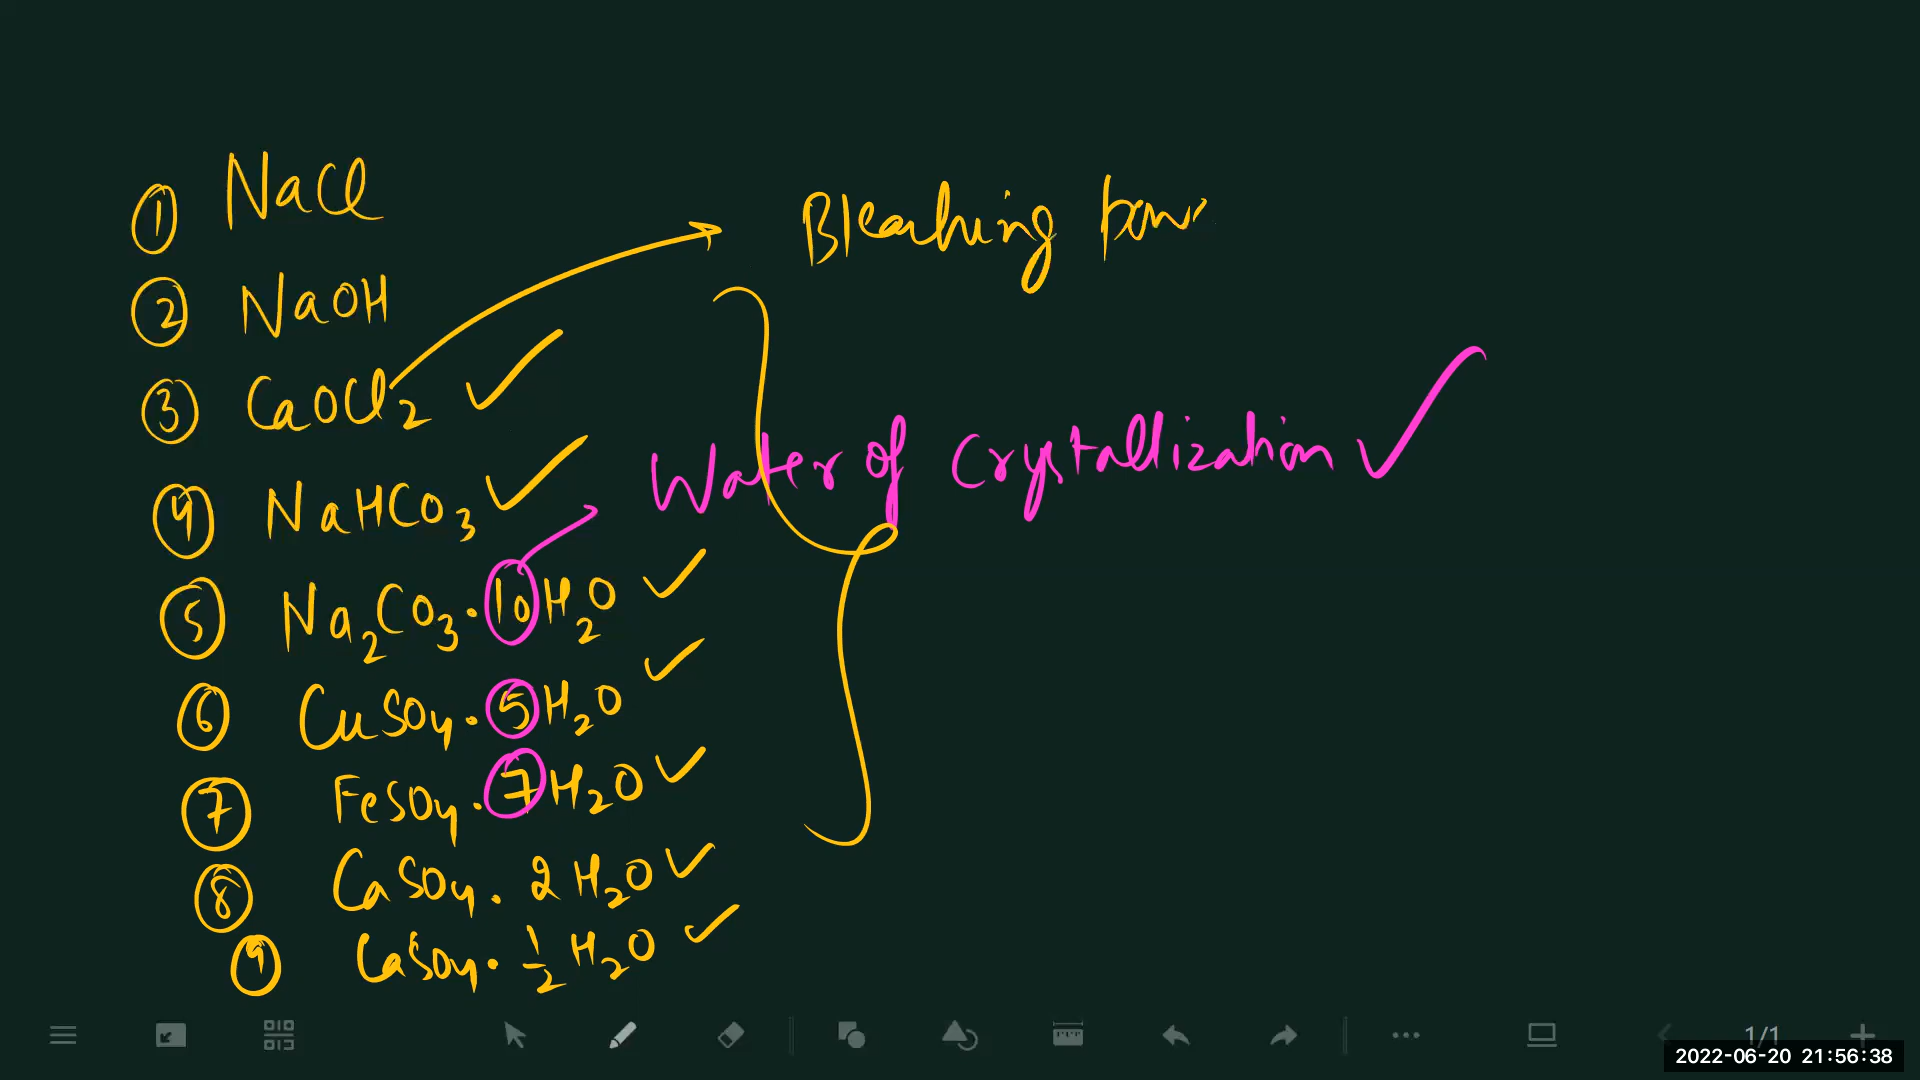 ① NaCl
② NaOH
③ CaOCl₂ ✓ → Bleaching pow
④ NaHCO₃ ✓
Water of Crystallization ✓
⑤ Na₂CO₃·10H₂O ✓
⑥ CuSO₄·5H₂O ✓
⑦ FeSO₄·7H₂O ✓
⑧ CaSO₄·2H₂O ✓
⑨ CaSO₄·½H₂O ✓
1/1
2022-06-20 21:56:38